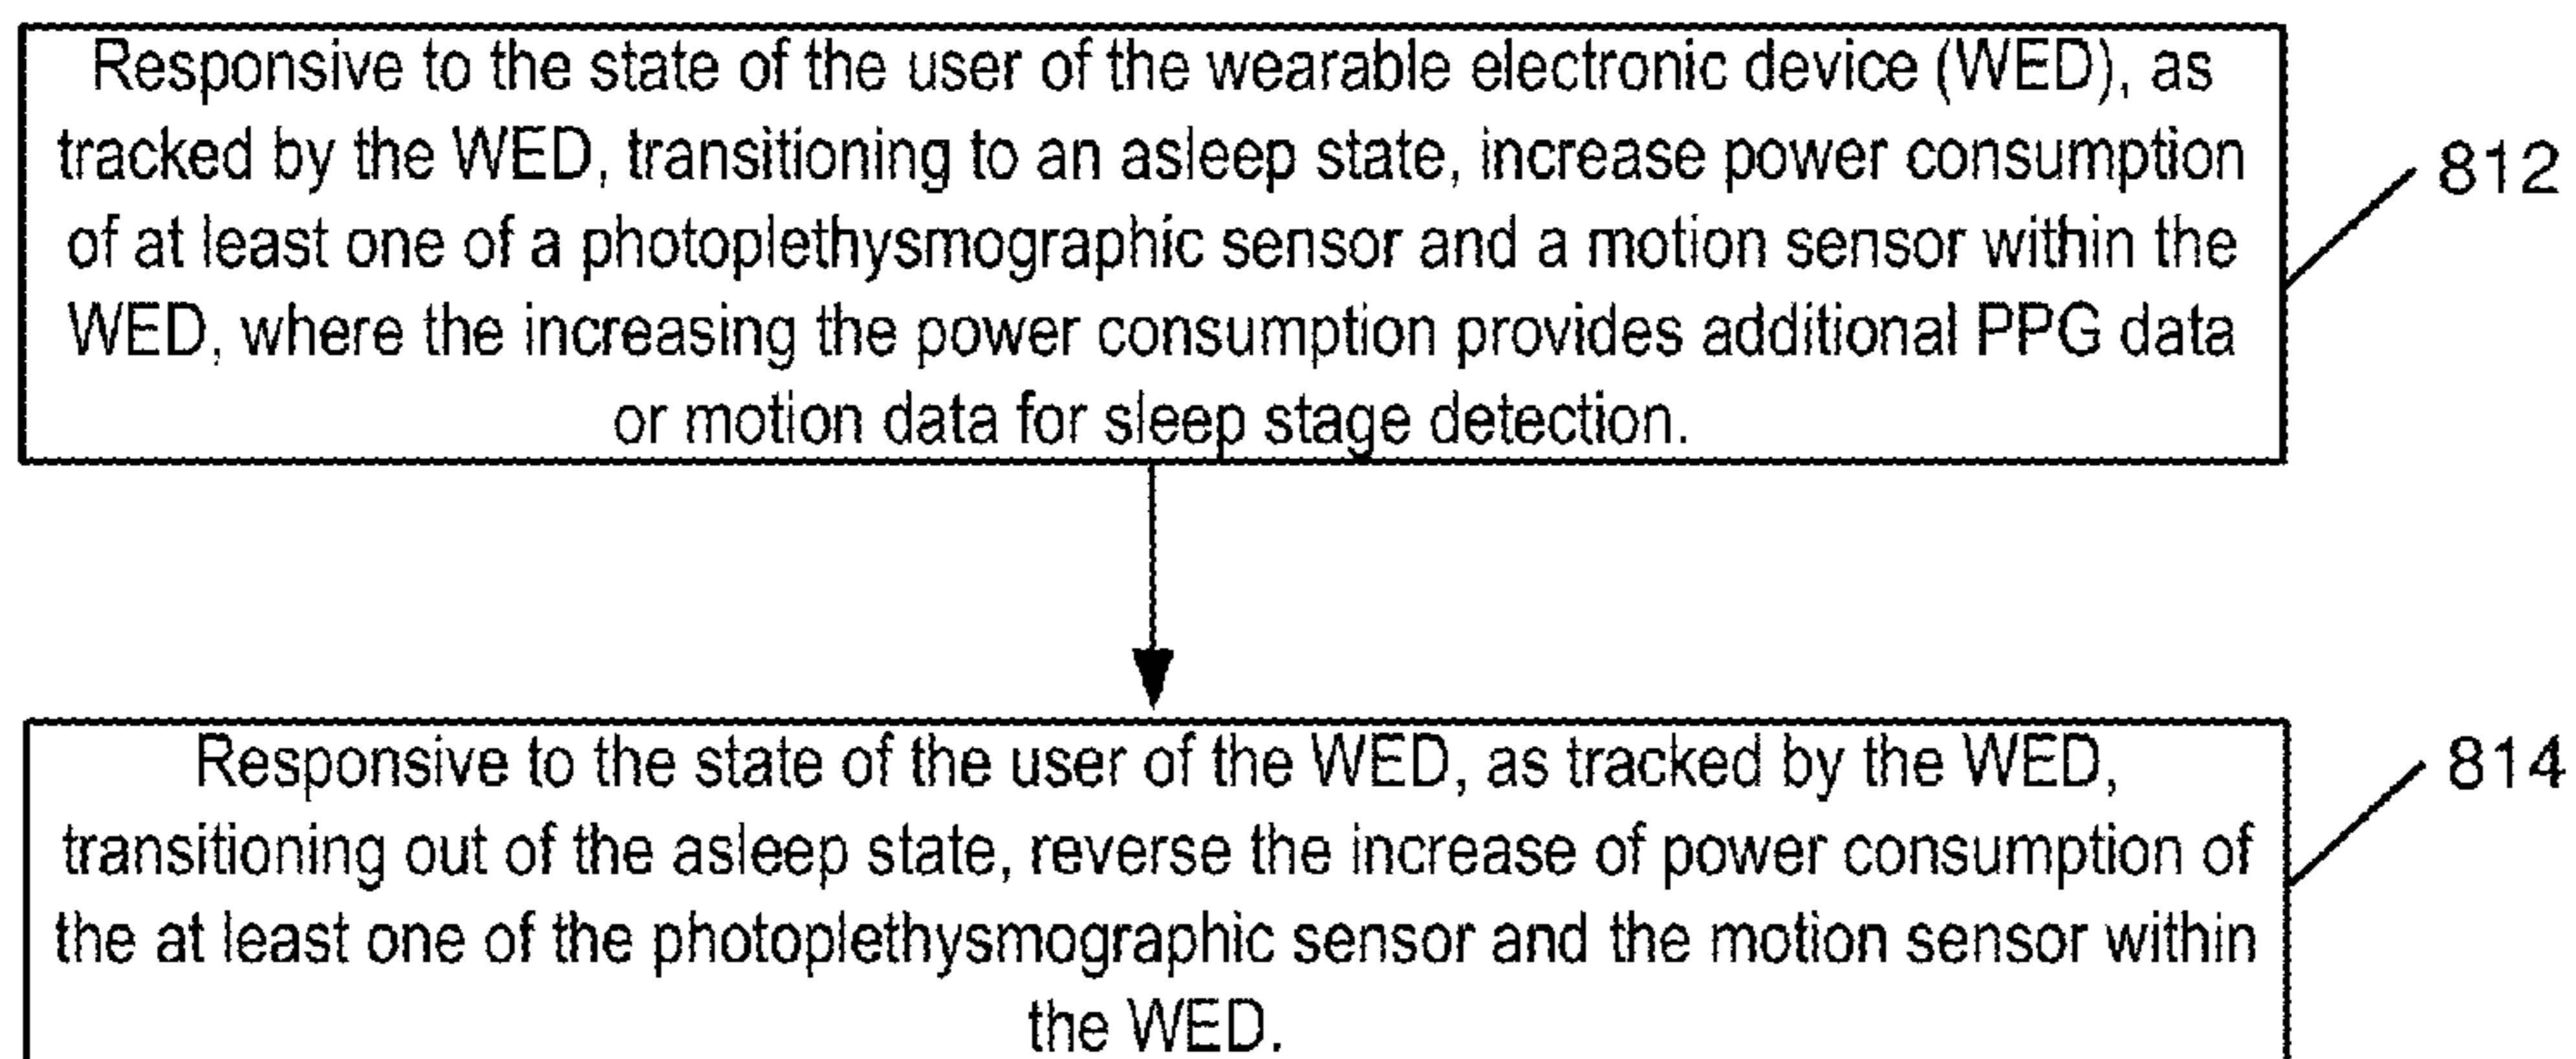 Responsive to the state of the user of the wearable electronic device (WED), as
tracked by the WED, transitioning to an asleep state, increase power consumption
of at least one of a photoplethysmographic sensor and a motion sensor within the
WED, where the increasing the power consumption provides additional PPG data
or motion data for sleep stage detection.
812
Responsive to the state of the user of the WED, as tracked by the WED,
transitioning out of the asleep state, reverse the increase of power consumption of
the at least one of the photoplethysmographic sensor and the motion sensor within
the WED.
814